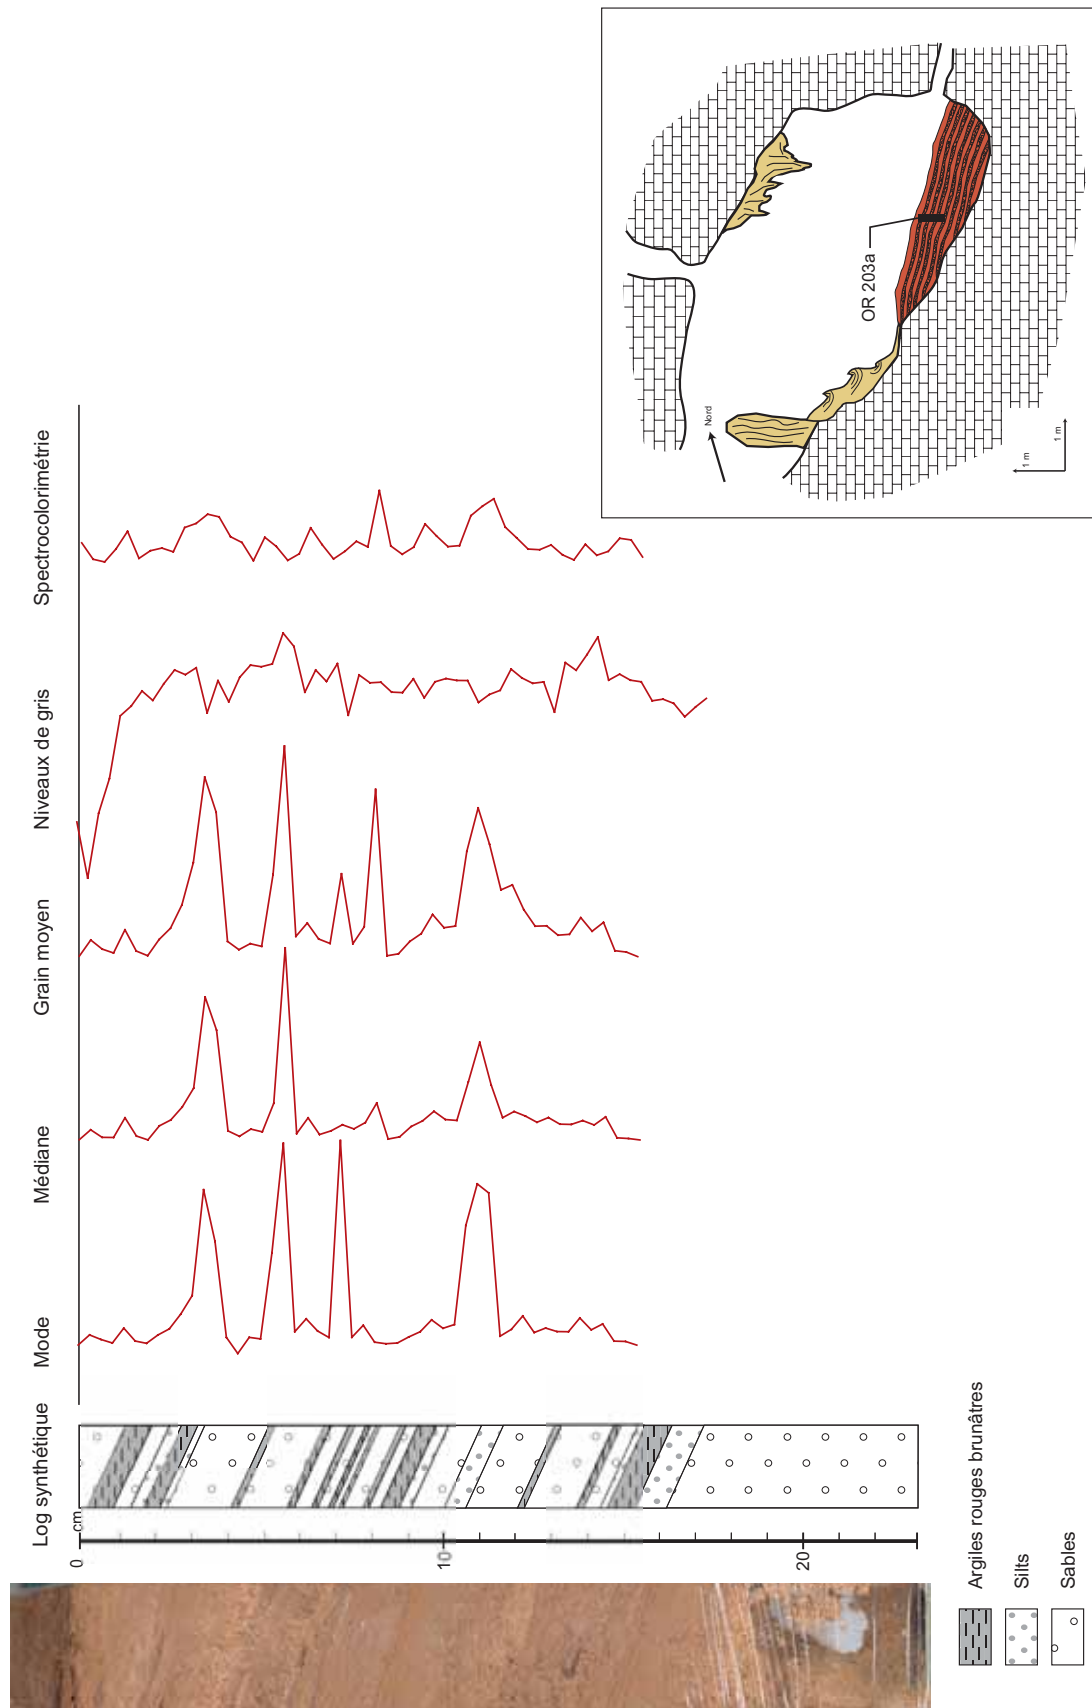 Log synthétique
Mode
Médiane
Grain moyen
Niveaux de gris
Spectrocolorimétrie
0
cm
10
20
Argiles rouges brunâtres
Silts
Sables
OR 203a
Nord
1 m
1 m